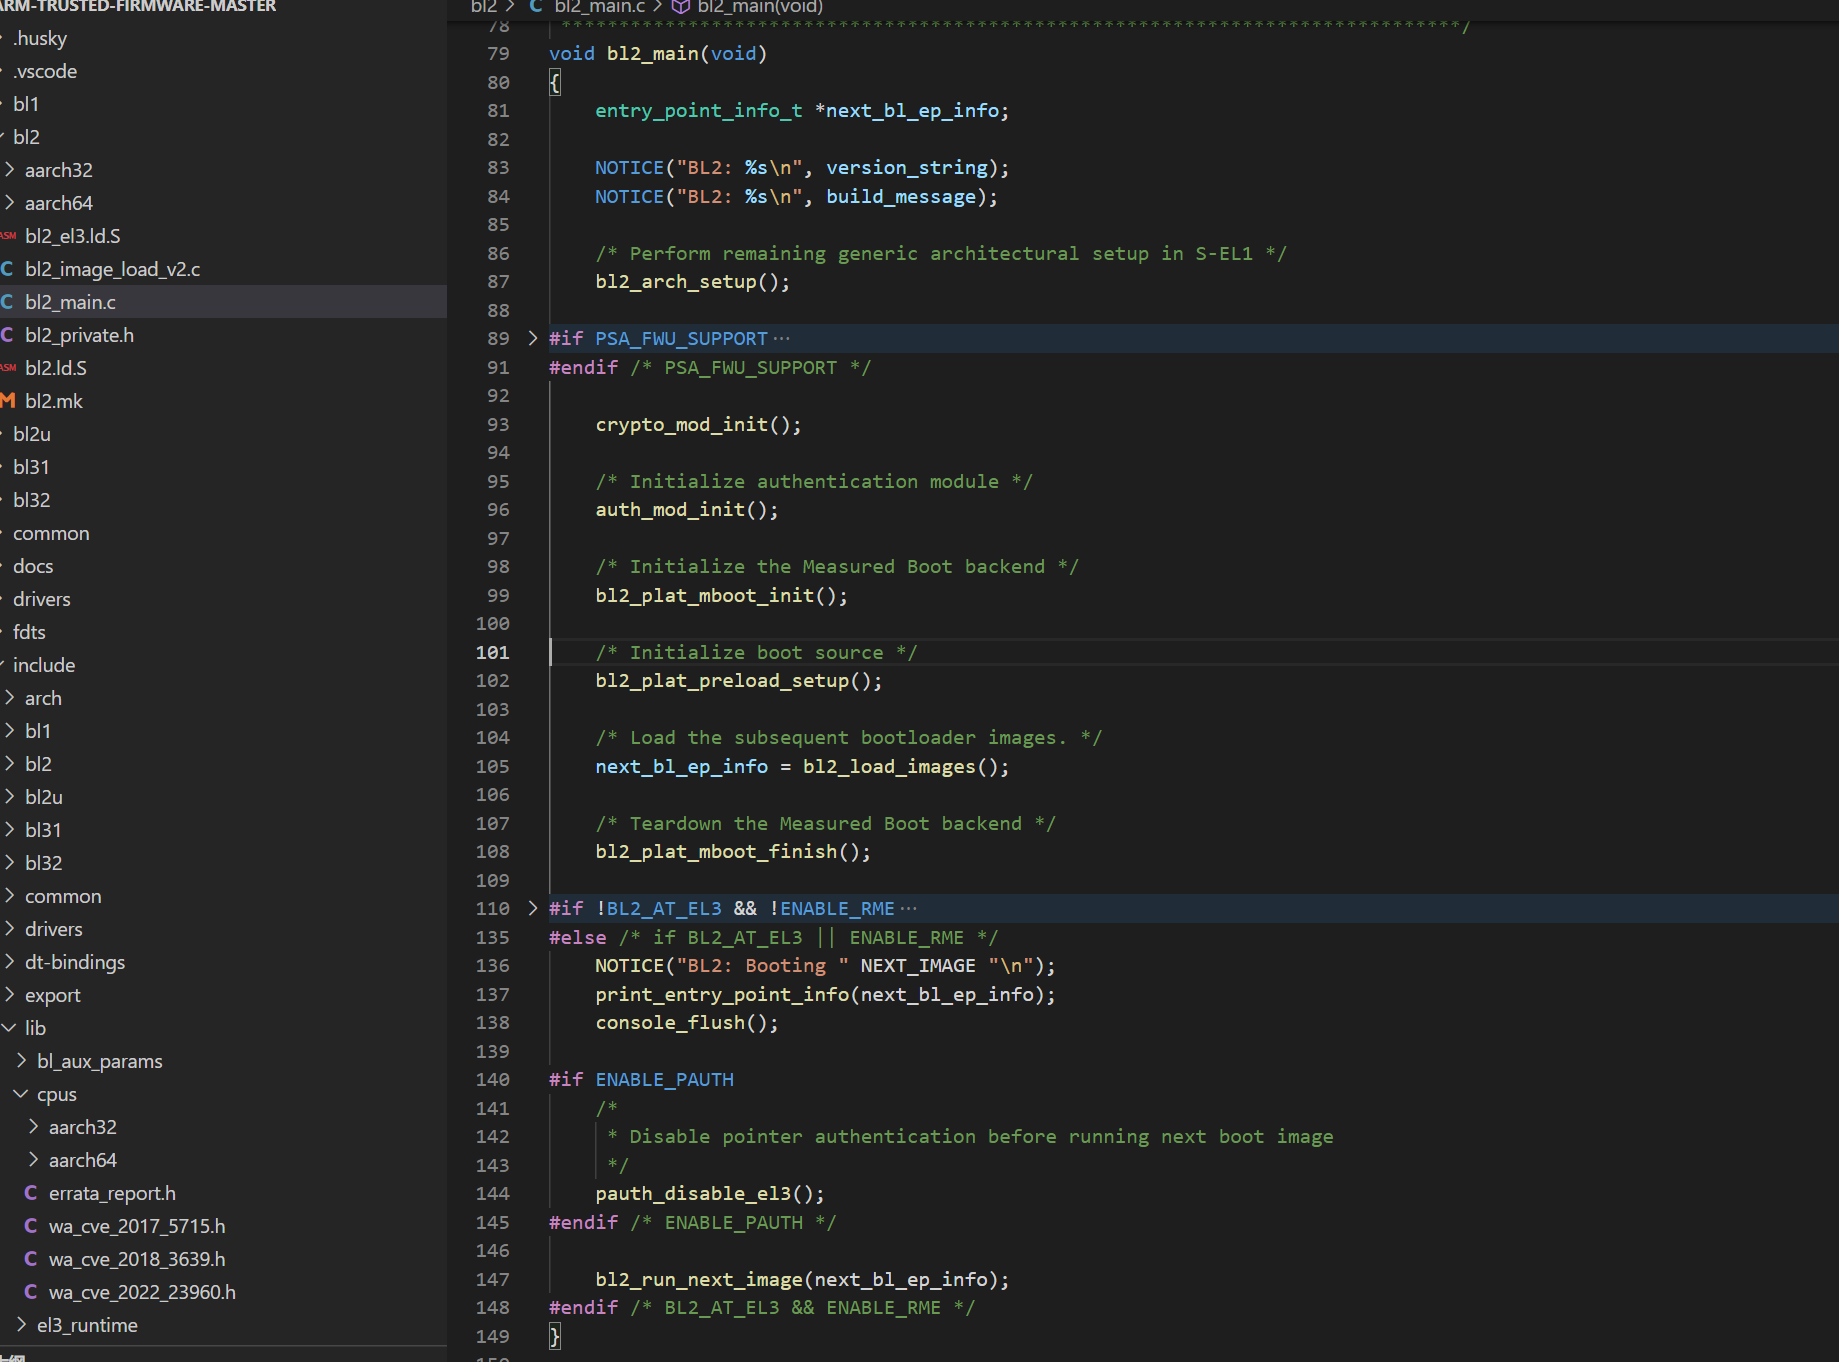 ARM-TRUSTED-FIRMWARE-MASTER
.husky
.vscode
bl1
bl2
aarch32
aarch64
ASM bl2_el3.ld.S
C bl2_image_load_v2.c
C bl2_main.c
C bl2_private.h
ASM bl2.ld.S
M bl2.mk
bl2u
bl31
bl32
common
docs
drivers
fdts
include
arch
bl1
bl2
bl2u
bl31
bl32
common
drivers
dt-bindings
export
lib
bl_aux_params
cpus
aarch32
aarch64
C errata_report.h
C wa_cve_2017_5715.h
C wa_cve_2018_3639.h
C wa_cve_2022_23960.h
el3_runtime
bl2 > C bl2_main.c > bl2_main(void)
78 ******************************************************************************/
79 void bl2_main(void)
80 {
81 entry_point_info_t *next_bl_ep_info;
82
83 NOTICE("BL2: %s\n", version_string);
84 NOTICE("BL2: %s\n", build_message);
85
86 /* Perform remaining generic architectural setup in S-EL1 */
87 bl2_arch_setup();
88
89 #if PSA_FWU_SUPPORT···
91 #endif /* PSA_FWU_SUPPORT */
92
93 crypto_mod_init();
94
95 /* Initialize authentication module */
96 auth_mod_init();
97
98 /* Initialize the Measured Boot backend */
99 bl2_plat_mboot_init();
100
101 /* Initialize boot source */
102 bl2_plat_preload_setup();
103
104 /* Load the subsequent bootloader images. */
105 next_bl_ep_info = bl2_load_images();
106
107 /* Teardown the Measured Boot backend */
108 bl2_plat_mboot_finish();
109
110 #if !BL2_AT_EL3 && !ENABLE_RME···
135 #else /* if BL2_AT_EL3 || ENABLE_RME */
136 NOTICE("BL2: Booting " NEXT_IMAGE "\n");
137 print_entry_point_info(next_bl_ep_info);
138 console_flush();
139
140 #if ENABLE_PAUTH
141 /*
142 * Disable pointer authentication before running next boot image
143 */
144 pauth_disable_el3();
145 #endif /* ENABLE_PAUTH */
146
147 bl2_run_next_image(next_bl_ep_info);
148 #endif /* BL2_AT_EL3 && ENABLE_RME */
149 }